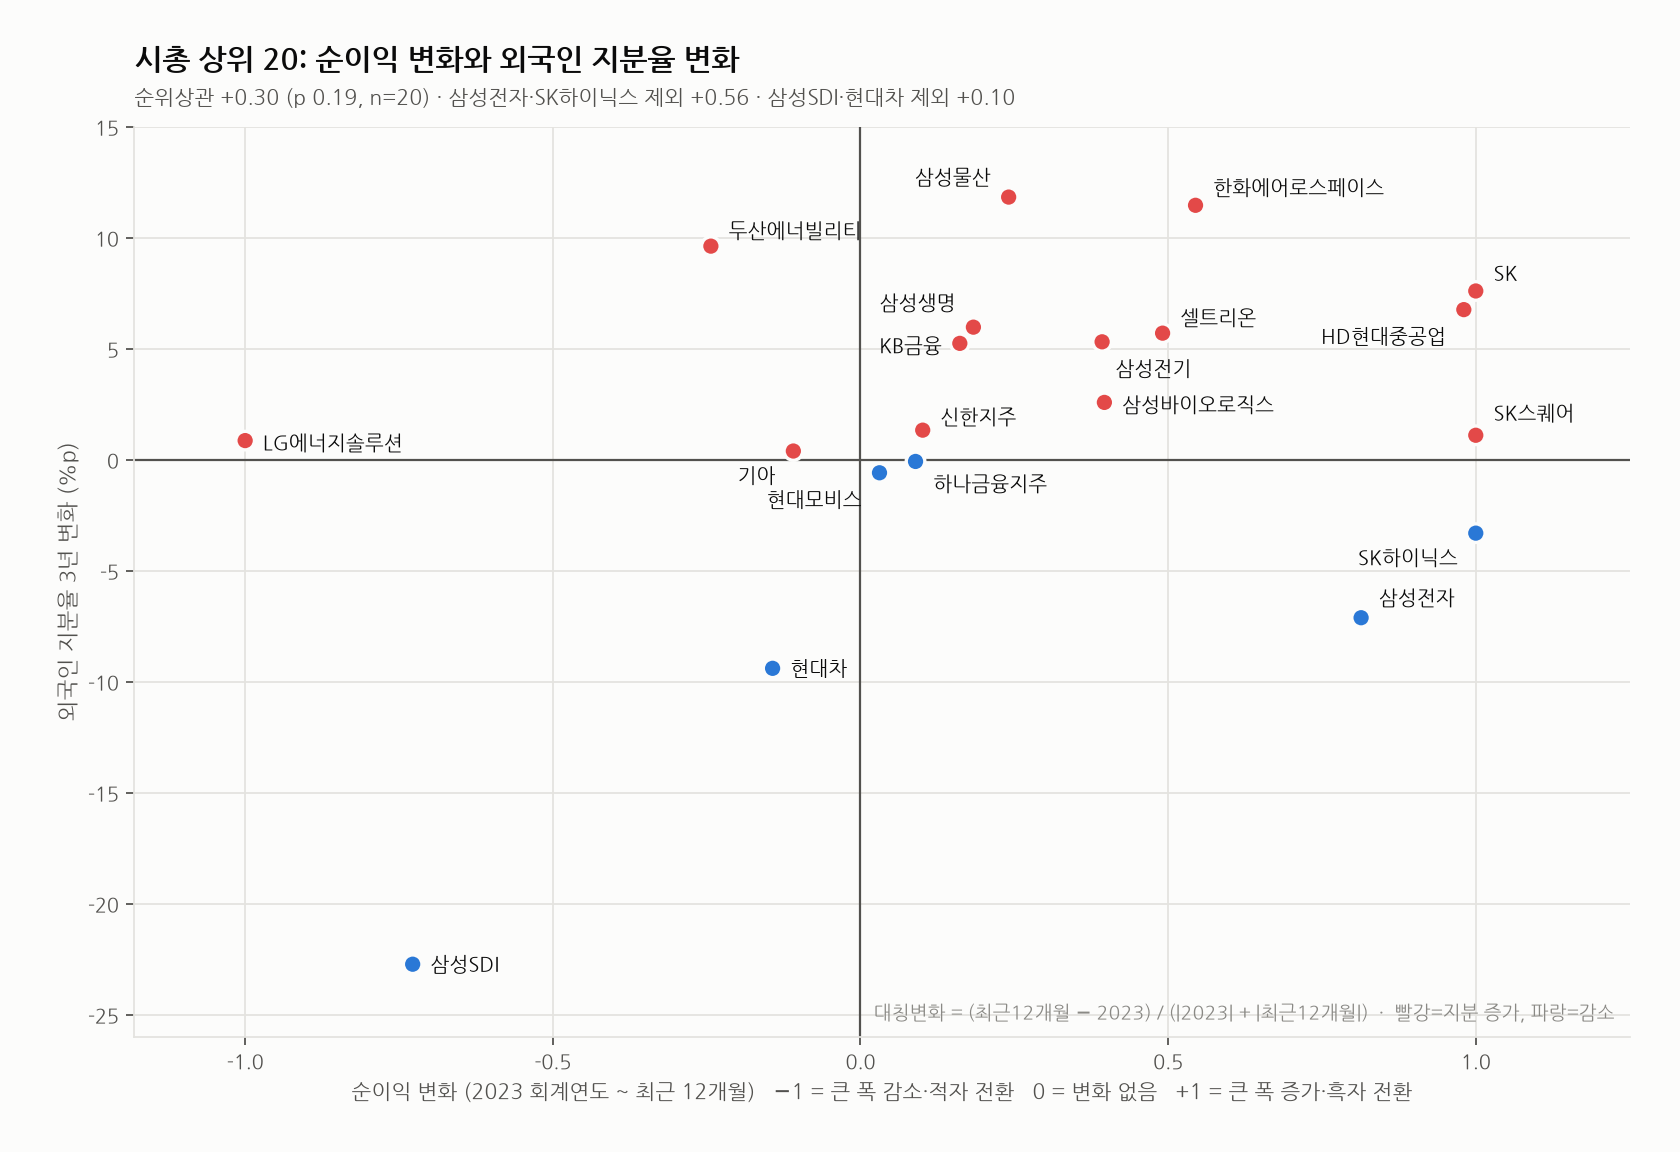 시총 상위 20: 순이익 변화와 외국인 지분율 변화
순위상관 +0.30 (p 0.19, n=20) · 삼성전자·SK하이닉스 제외 +0.56 · 삼성SDI·현대차 제외 +0.10
외국인 지분율 3년 변화 (%p)
15
10
5
0
-5
-10
-15
-20
-25
삼성물산
한화에어로스페이스
두산에너빌리티
SK
삼성생명
셀트리온
HD현대중공업
KB금융
삼성전기
삼성바이오로직스
SK스퀘어
신한지주
LG에너지솔루션
기아
하나금융지주
현대모비스
SK하이닉스
삼성전자
현대차
삼성SDI
대칭변화 = (최근12개월 − 2023) / (|2023| + |최근12개월|) · 빨강=지분 증가, 파랑=감소
-1.0
-0.5
0.0
0.5
1.0
순이익 변화 (2023 회계연도 ~ 최근 12개월) −1 = 큰 폭 감소·적자 전환 0 = 변화 없음 +1 = 큰 폭 증가·흑자 전환